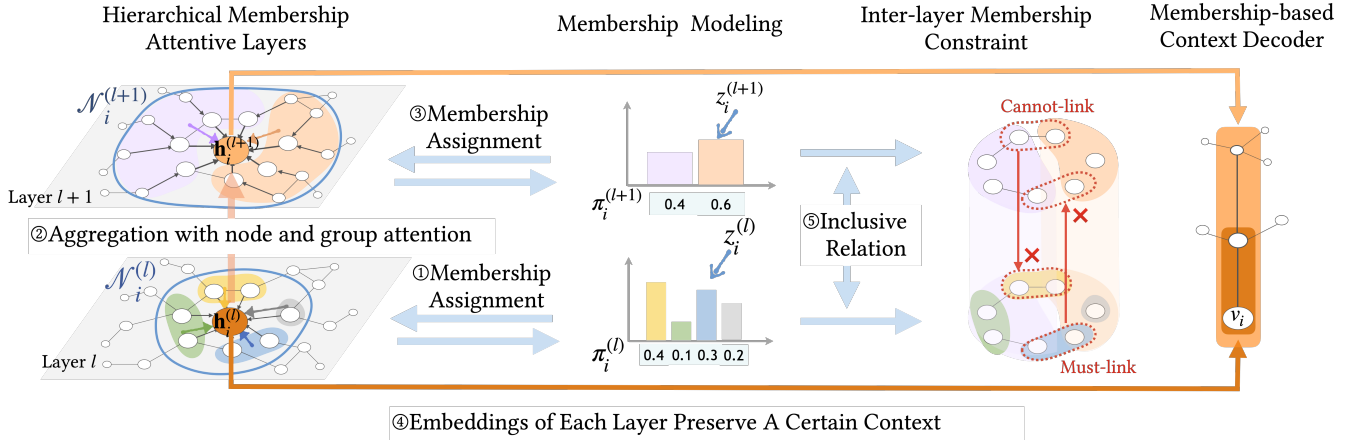 Hierarchical Membership
Attentive Layers
Membership Modeling
Inter-layer Membership
Constraint
Membership-based
Context Decoder
𝒩_i^(l+1)
h_i^(l+1)
Layer l + 1
③Membership
Assignment
z_i^(l+1)
π_i^(l+1)
0.4 0.6
Cannot-link
②Aggregation with node and group attention
⑤Inclusive
Relation
𝒩_i^(l)
h_i^(l)
Layer l
①Membership
Assignment
z_i^(l)
π_i^(l)
0.4 0.1 0.3 0.2
Must-link
v_i
④Embeddings of Each Layer Preserve A Certain Context